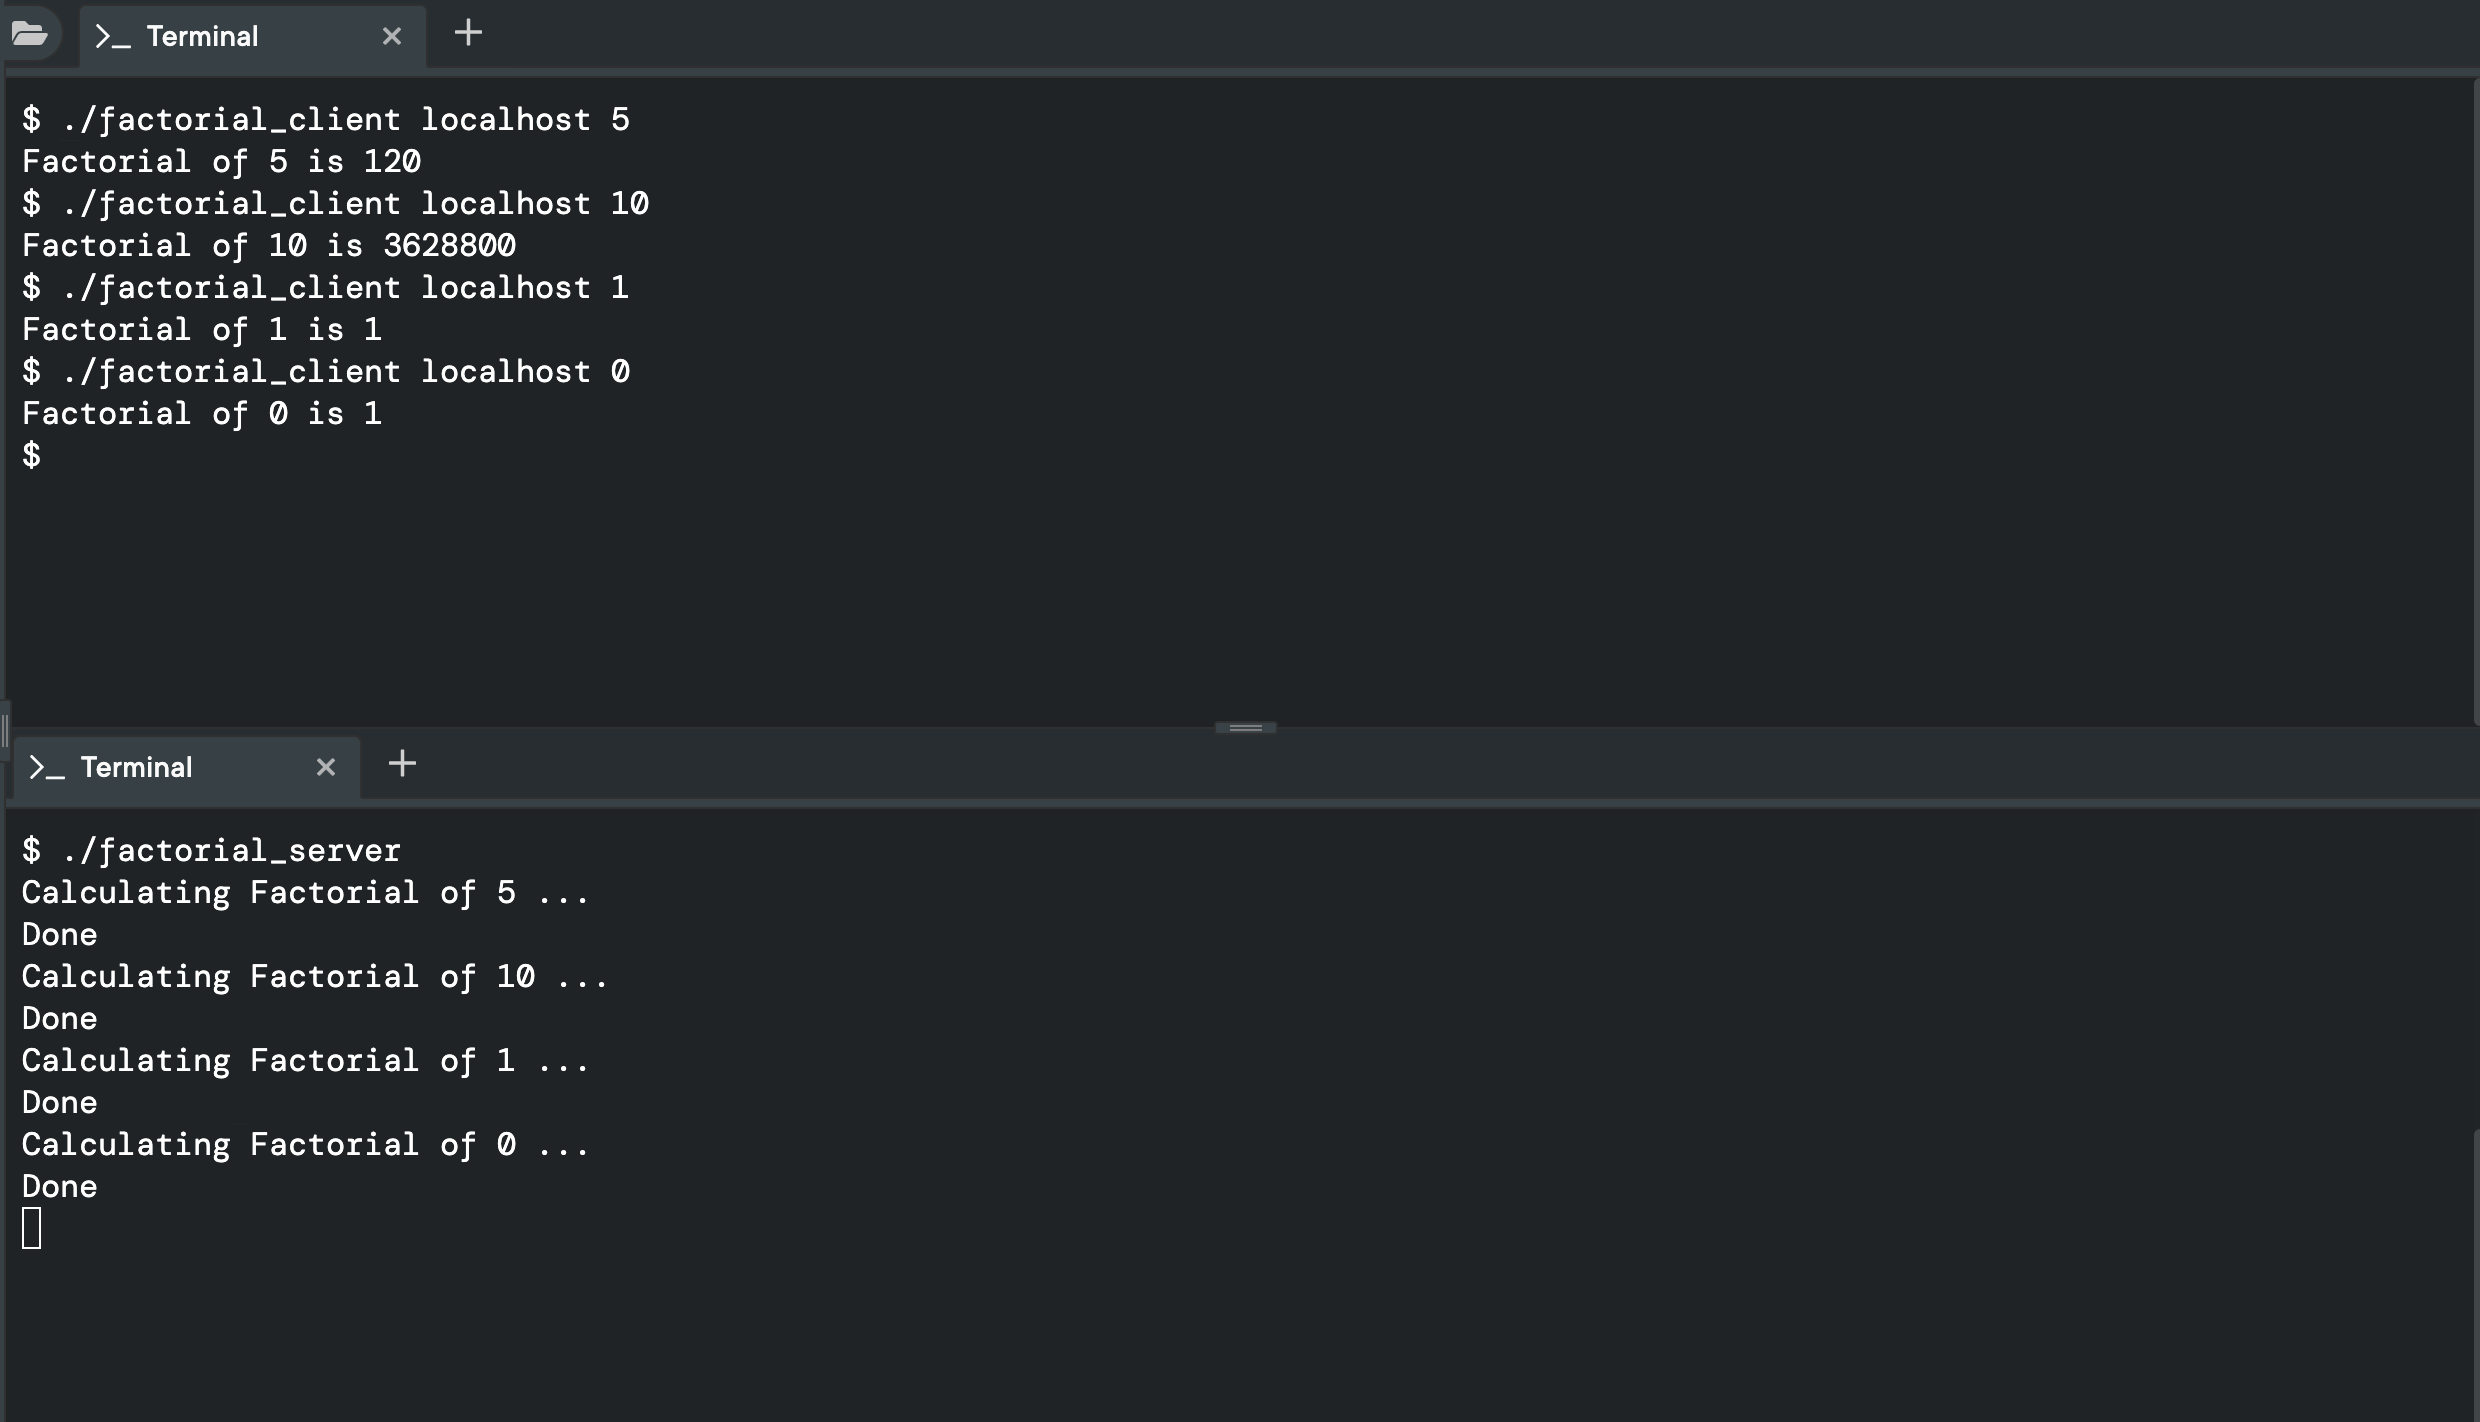 >_ Terminal × +
$ ./factorial_client localhost 5
Factorial of 5 is 120
$ ./factorial_client localhost 10
Factorial of 10 is 3628800
$ ./factorial_client localhost 1
Factorial of 1 is 1
$ ./factorial_client localhost 0
Factorial of 0 is 1
$
>_ Terminal × +
$ ./factorial_server
Calculating Factorial of 5 ...
Done
Calculating Factorial of 10 ...
Done
Calculating Factorial of 1 ...
Done
Calculating Factorial of 0 ...
Done